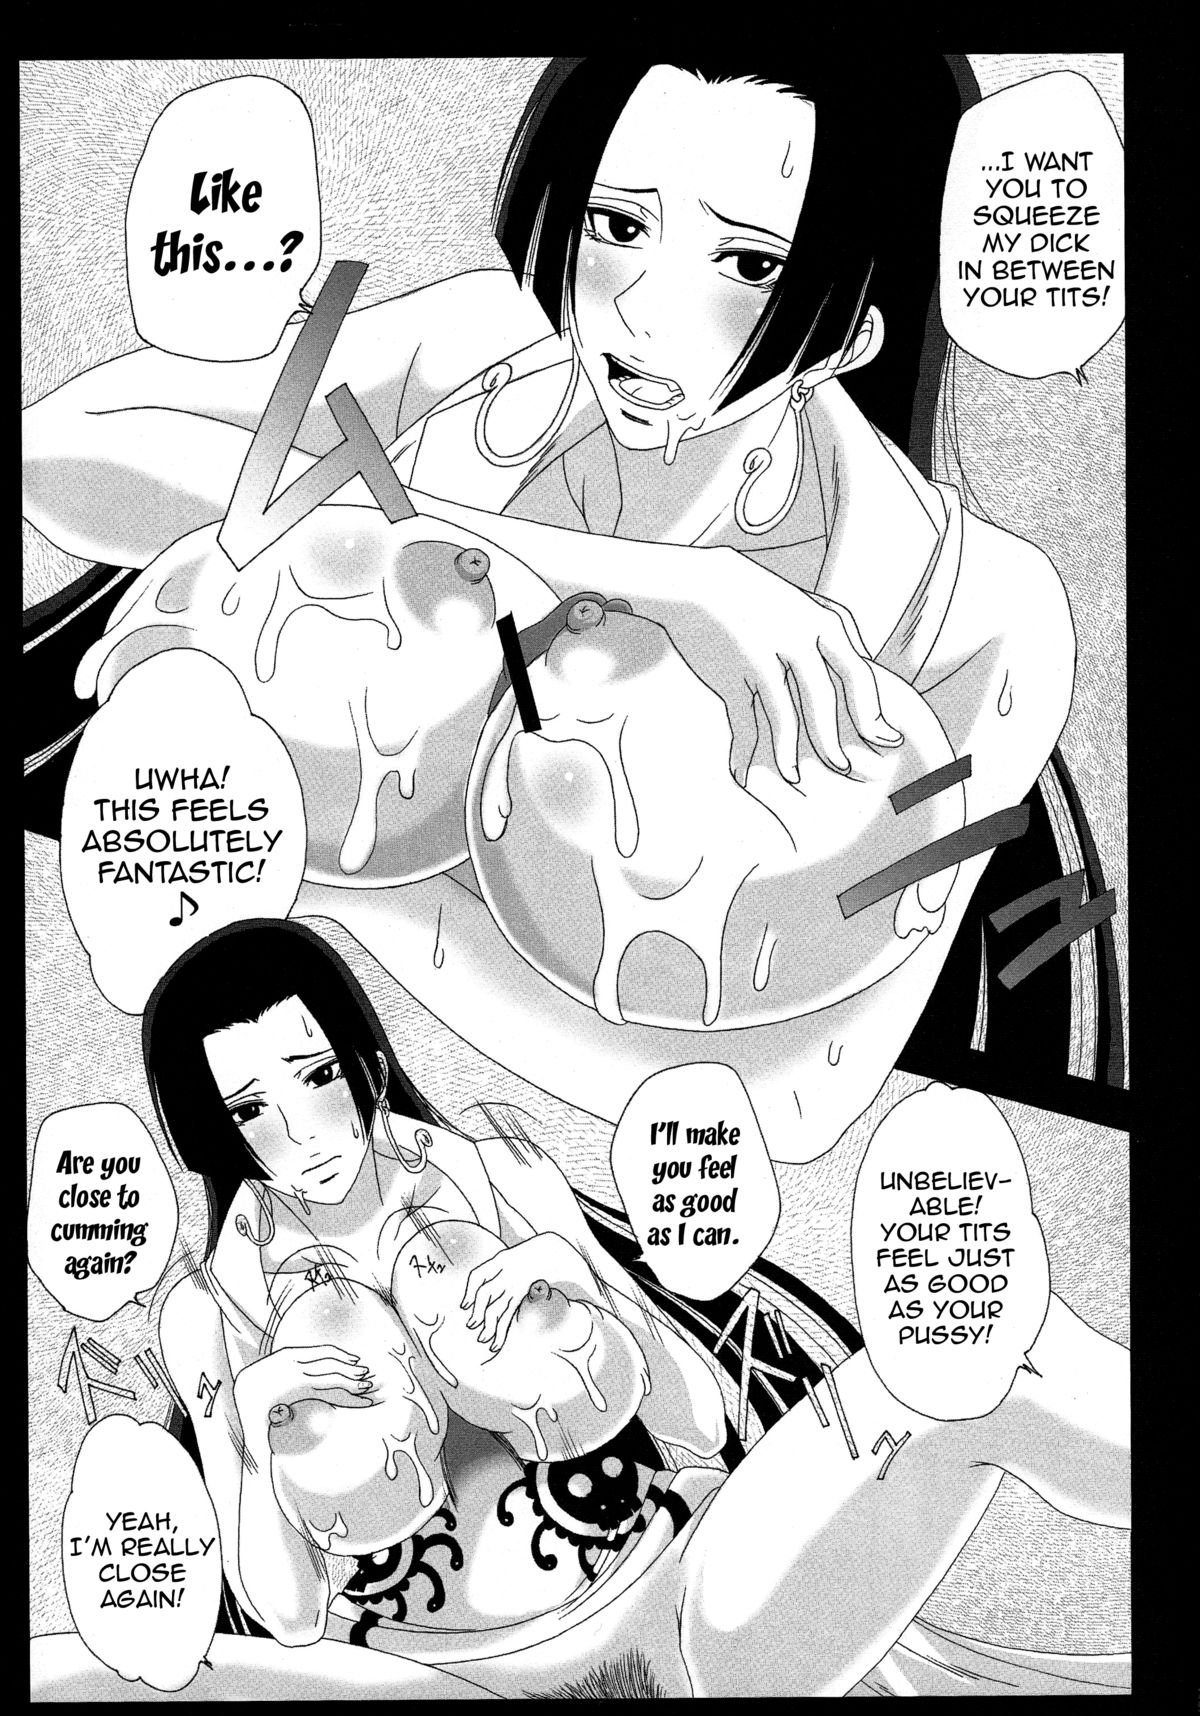 ...I WANT
YOU TO
SQUEEZE
MY DICK
IN BETWEEN
YOUR TITS!
Like
this...?
UWHA!
THIS FEELS
ABSOLUTELY
FANTASTIC!
♪
UNBELIEV-
ABLE!
YOUR TITS
FEEL JUST
AS GOOD
AS YOUR
PUSSY!
I'll make
you feel
as good
as I can.
Are you
close to
cumming
again?
YEAH,
I'M REALLY
CLOSE
AGAIN!